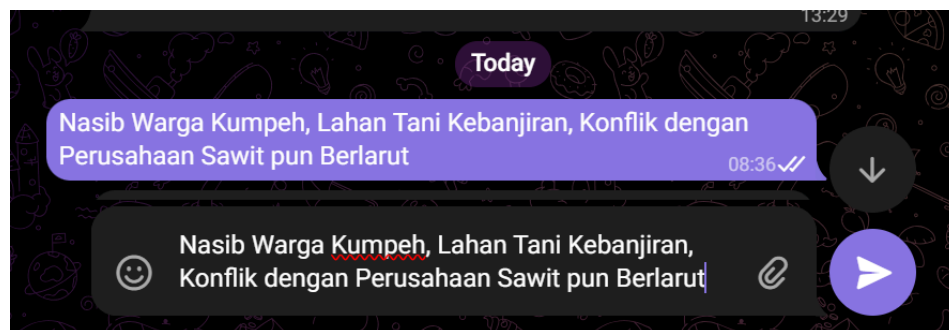 13:29
Today
Nasib Warga Kumpeh, Lahan Tani Kebanjiran, Konflik dengan
Perusahaan Sawit pun Berlarut
08:36
Nasib Warga Kumpeh, Lahan Tani Kebanjiran,
Konflik dengan Perusahaan Sawit pun Berlarut